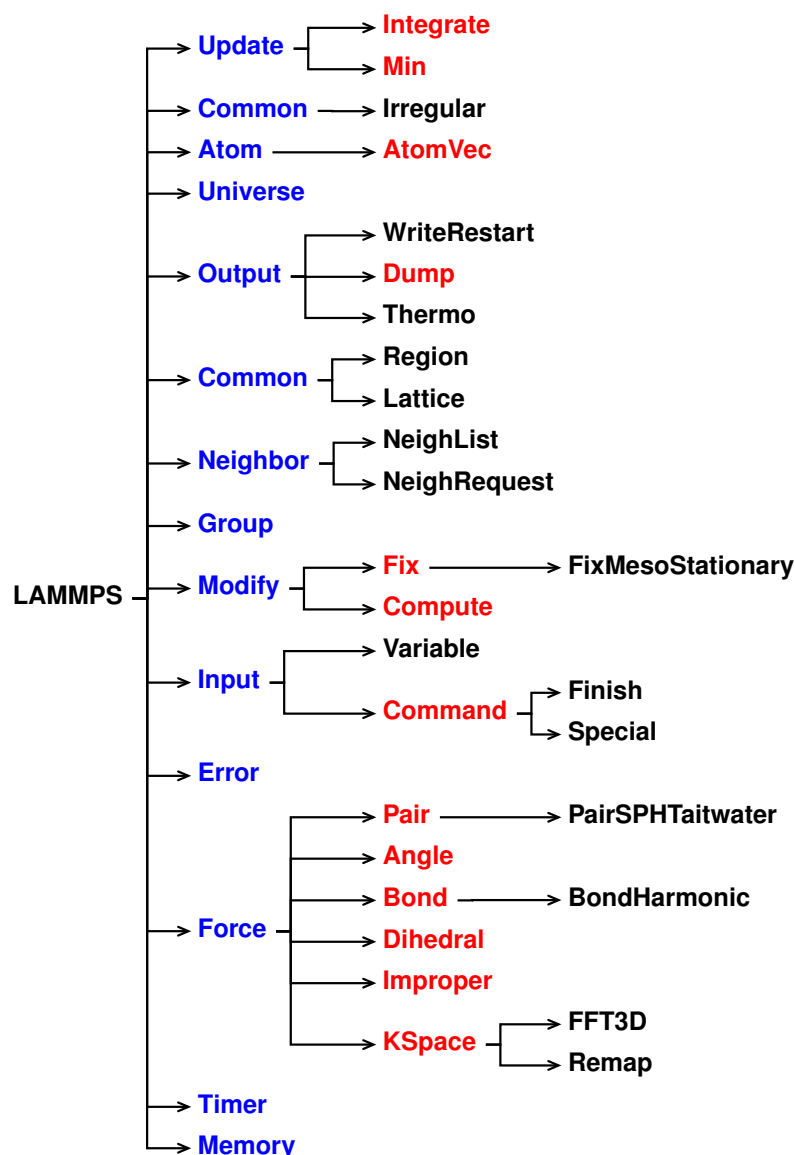 Integrate
Update
Min
Common
Irregular
Atom
AtomVec
Universe
WriteRestart
Output
Dump
Thermo
Region
Common
Lattice
NeighList
Neighbor
NeighRequest
Group
Fix
FixMesoStationary
Modify
LAMMPS
Compute
Variable
Input
Finish
Command
Special
Error
Pair
PairSPHTaitwater
Angle
Bond
BondHarmonic
Force
Dihedral
Improper
FFT3D
KSpace
Remap
Timer
Memory